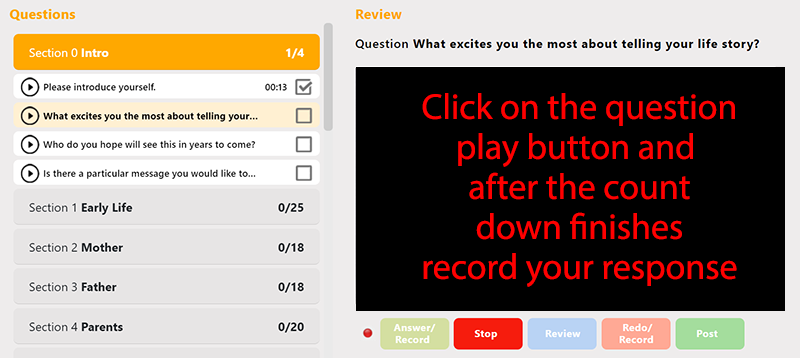 Questions
Section 0 Intro 1/4
Please introduce yourself. 00:13
What excites you the most about telling your...
Who do you hope will see this in years to come?
Is there a particular message you would like to...
Section 1 Early Life 0/25
Section 2 Mother 0/18
Section 3 Father 0/18
Section 4 Parents 0/20
Review
Question What excites you the most about telling your life story?
Click on the question
play button and
after the count
down finishes
record your response
Answer/
Record
Stop
Review
Redo/
Record
Post